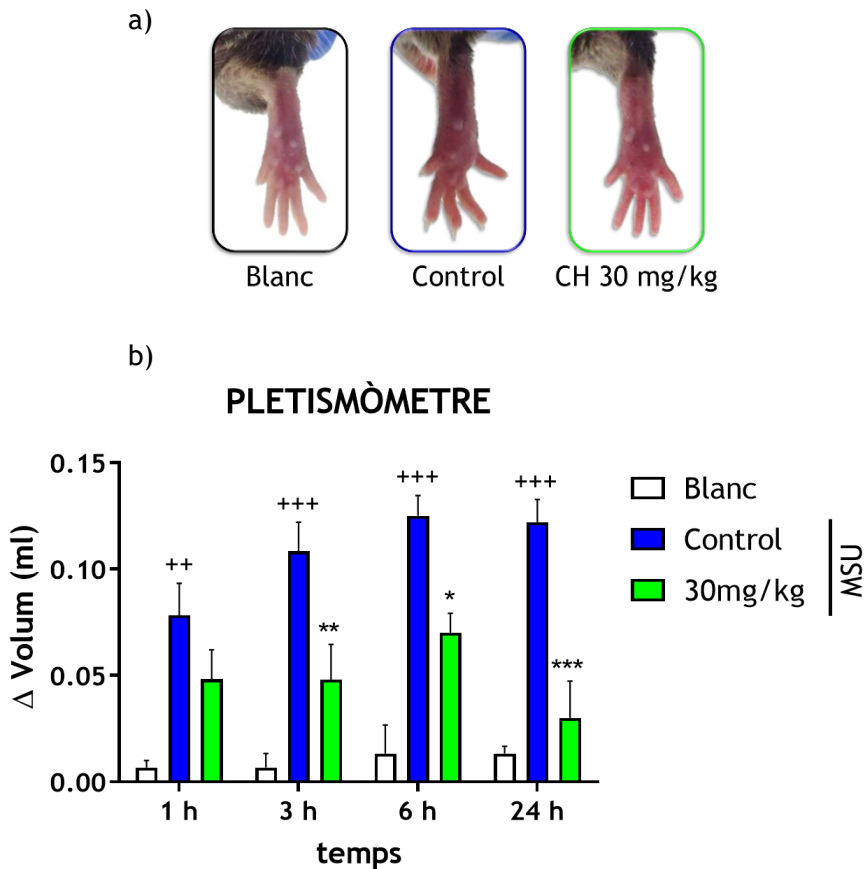 a)
Blanc
Control
CH 30 mg/kg
b)
PLETISMÒMETRE
0.15
0.10
0.05
0.00
Δ Volum (ml)
++
+++
**
+++
*
+++
***
1 h
3 h
6 h
24 h
temps
Blanc
Control
30mg/kg
MSU